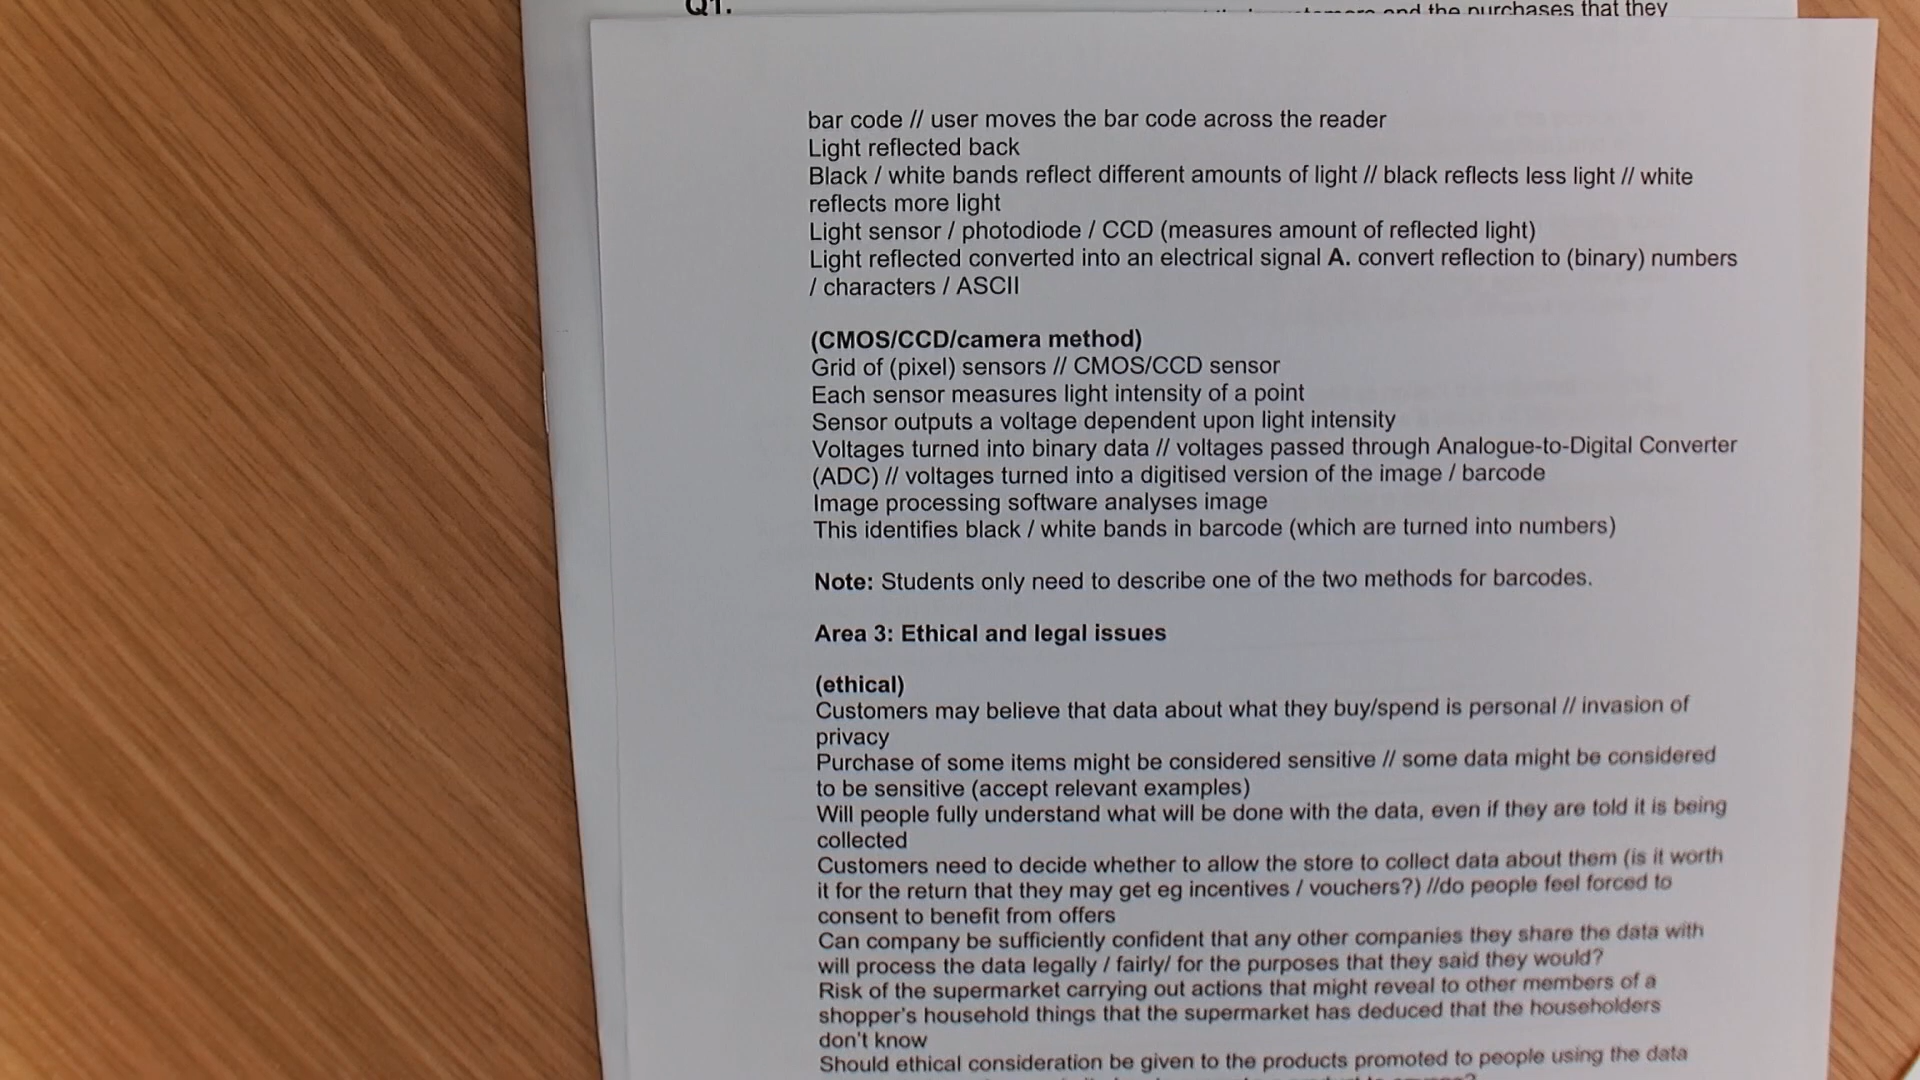 Q1.
and the purchases that they
bar code // user moves the bar code across the reader
Light reflected back
Black / white bands reflect different amounts of light // black reflects less light // white
reflects more light
Light sensor / photodiode / CCD (measures amount of reflected light)
Light reflected converted into an electrical signal A. convert reflection to (binary) numbers
/ characters / ASCII
(CMOS/CCD/camera method)
Grid of (pixel) sensors // CMOS/CCD sensor
Each sensor measures light intensity of a point
Sensor outputs a voltage dependent upon light intensity
Voltages turned into binary data // voltages passed through Analogue-to-Digital Converter
(ADC) // voltages turned into a digitised version of the image / barcode
Image processing software analyses image
This identifies black / white bands in barcode (which are turned into numbers)
Note: Students only need to describe one of the two methods for barcodes.
Area 3: Ethical and legal issues
(ethical)
Customers may believe that data about what they buy/spend is personal // invasion of
privacy
Purchase of some items might be considered sensitive // some data might be considered
to be sensitive (accept relevant examples)
Will people fully understand what will be done with the data, even if they are told it is being
collected
Customers need to decide whether to allow the store to collect data about them (is it worth
it for the return that they may get eg incentives / vouchers?) //do people feel forced to
consent to benefit from offers
Can company be sufficiently confident that any other companies they share the data with
will process the data legally / fairly/ for the purposes that they said they would?
Risk of the supermarket carrying out actions that might reveal to other members of a
shopper's household things that the supermarket has deduced that the householders
don't know
Should ethical consideration be given to the products promoted to people using the data